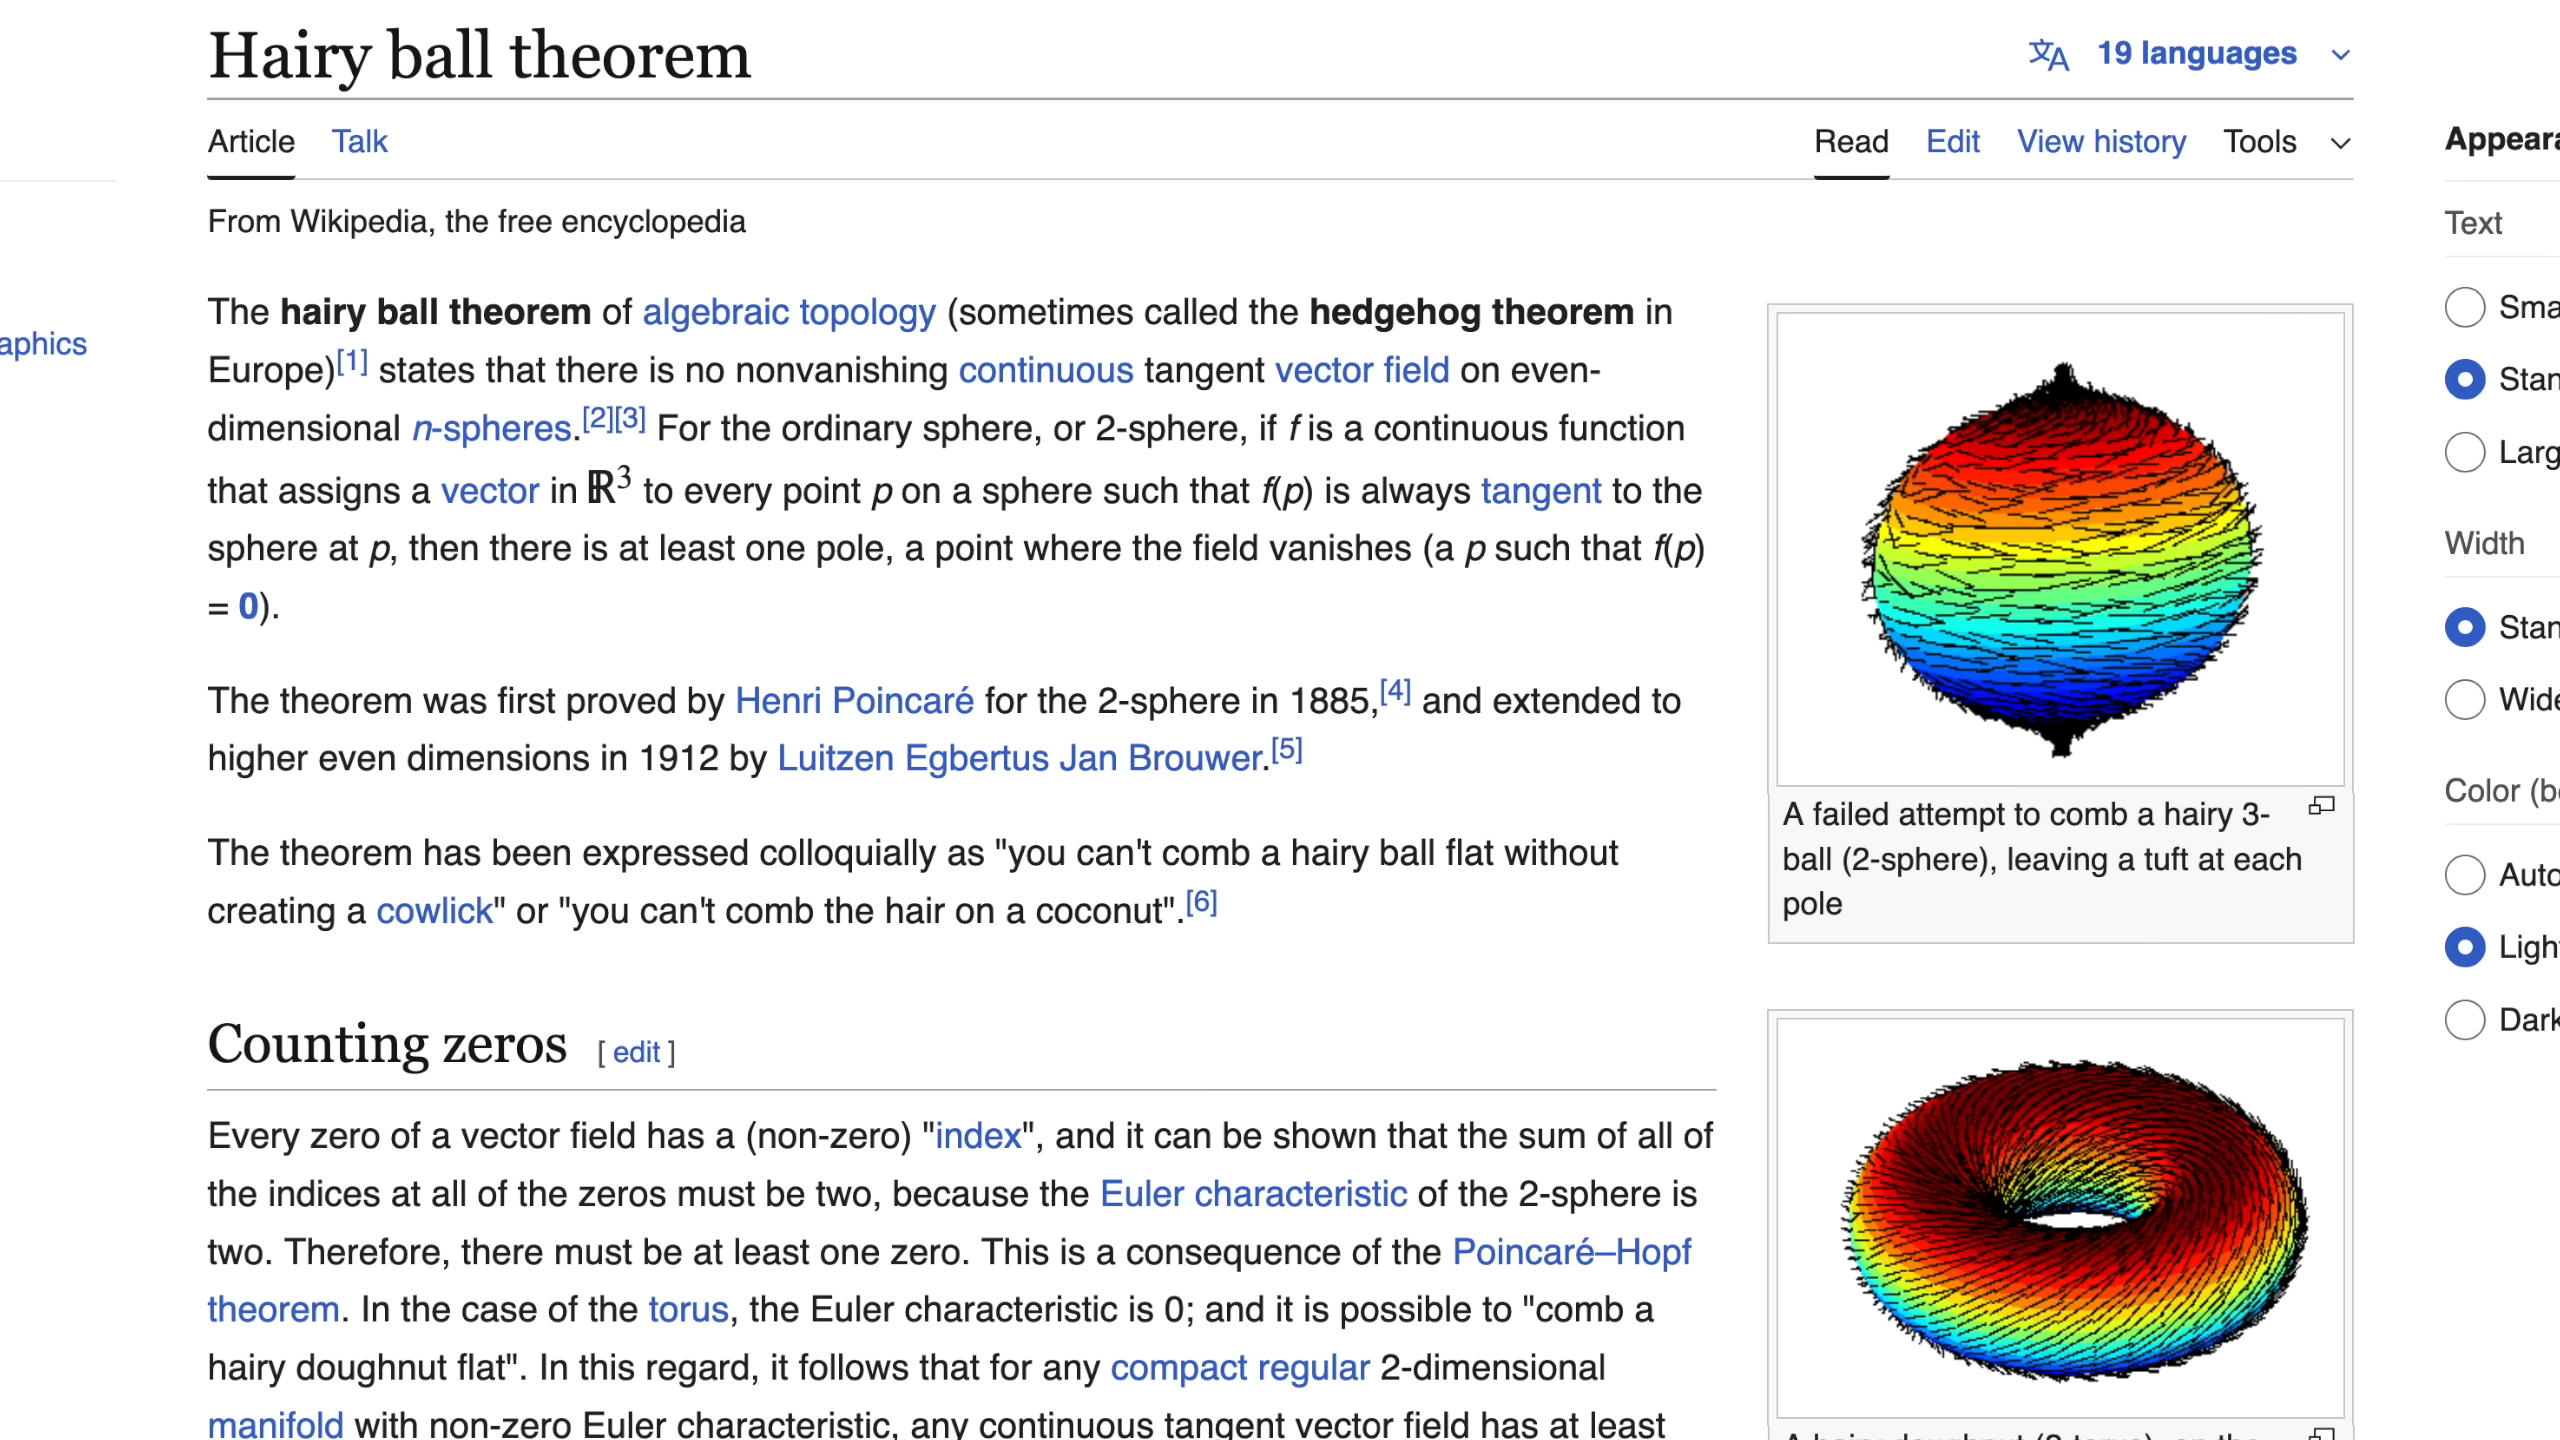 Hairy ball theorem
19 languages
Article Talk
Read Edit View history Tools
From Wikipedia, the free encyclopedia
aphics
The hairy ball theorem of algebraic topology (sometimes called the hedgehog theorem in
Europe)[1] states that there is no nonvanishing continuous tangent vector field on even-
dimensional n-spheres.[2][3] For the ordinary sphere, or 2-sphere, if f is a continuous function
that assigns a vector in ℝ³ to every point p on a sphere such that f(p) is always tangent to the
sphere at p, then there is at least one pole, a point where the field vanishes (a p such that f(p)
= 0).
The theorem was first proved by Henri Poincaré for the 2-sphere in 1885,[4] and extended to
higher even dimensions in 1912 by Luitzen Egbertus Jan Brouwer.[5]
The theorem has been expressed colloquially as "you can't comb a hairy ball flat without
creating a cowlick" or "you can't comb the hair on a coconut".[6]
A failed attempt to comb a hairy 3-
ball (2-sphere), leaving a tuft at each
pole
Counting zeros [ edit ]
Every zero of a vector field has a (non-zero) "index", and it can be shown that the sum of all of
the indices at all of the zeros must be two, because the Euler characteristic of the 2-sphere is
two. Therefore, there must be at least one zero. This is a consequence of the Poincaré–Hopf
theorem. In the case of the torus, the Euler characteristic is 0; and it is possible to "comb a
hairy doughnut flat". In this regard, it follows that for any compact regular 2-dimensional
manifold with non-zero Euler characteristic, any continuous tangent vector field has at least
Appeara
Text
Sma
Stan
Larg
Width
Stan
Wide
Color (be
Auto
Ligh
Dark